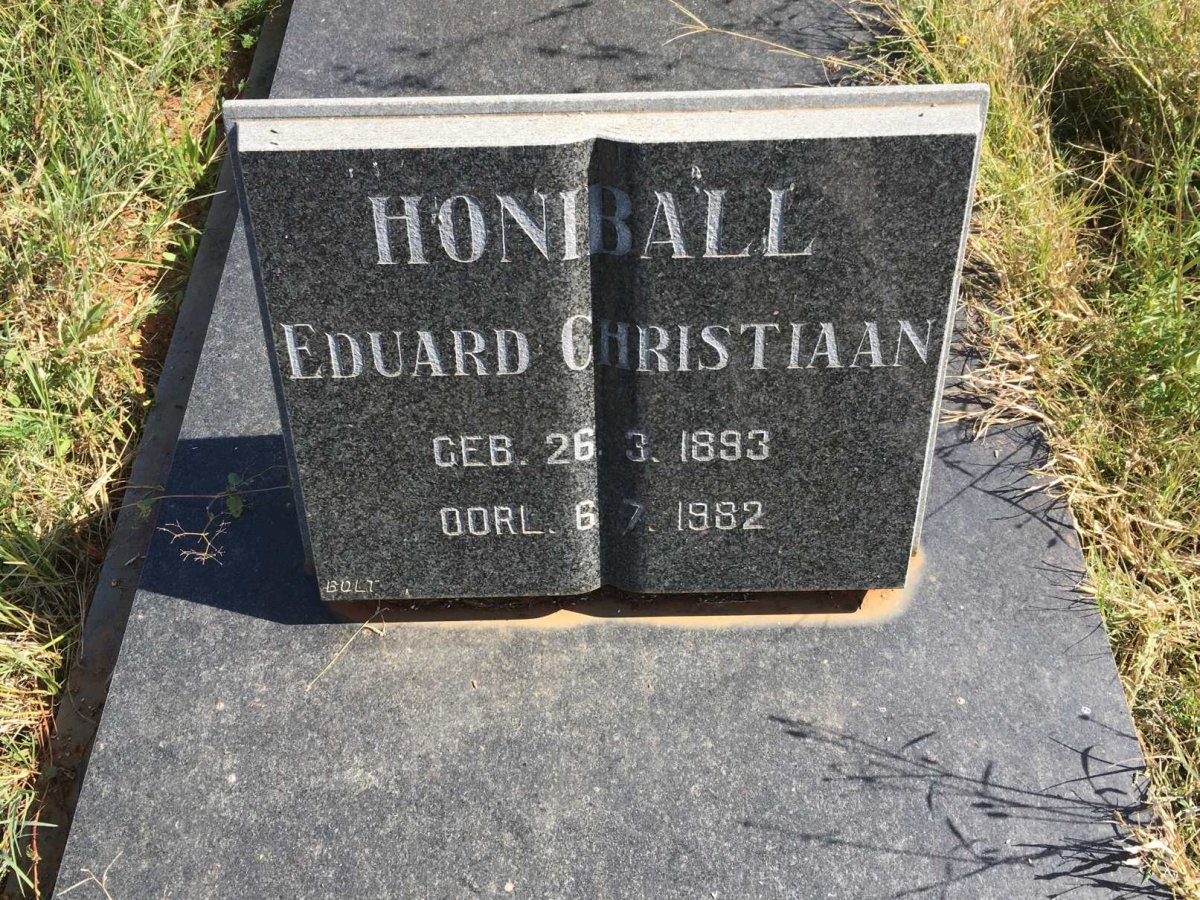 HONIBALL
EDUARD CHRISTIAAN
GEB. 26.3.1893
OORL. 6.7.1982
BOLT